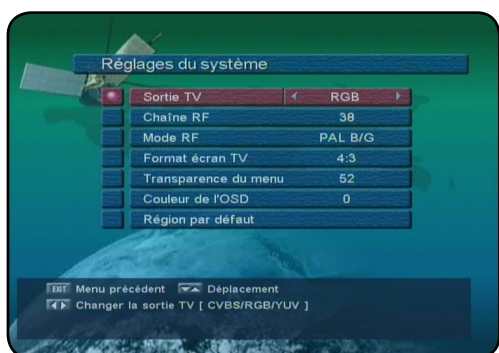 Réglages du système
Sortie TV RGB
Chaîne RF 38
Mode RF PAL B/G
Format écran TV 4:3
Transparence du menu 52
Couleur de l'OSD 0
Région par défaut
EXIT Menu précédent Déplacement
Changer la sortie TV [ CVBS/RGB/YUV ]